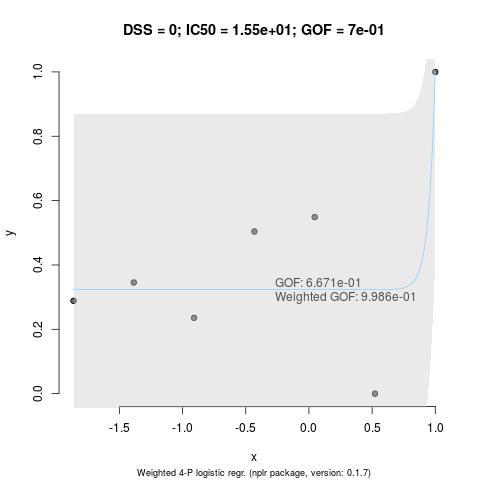 DSS = 0; IC50 = 1.55e+01; GOF = 7e-01
1.0
0.8
0.6
0.4
0.2
0.0
y
GOF: 6.671e-01
Weighted GOF: 9.986e-01
-1.5 -1.0 -0.5 0.0 0.5 1.0
x
Weighted 4-P logistic regr. (nplr package, version: 0.1.7)